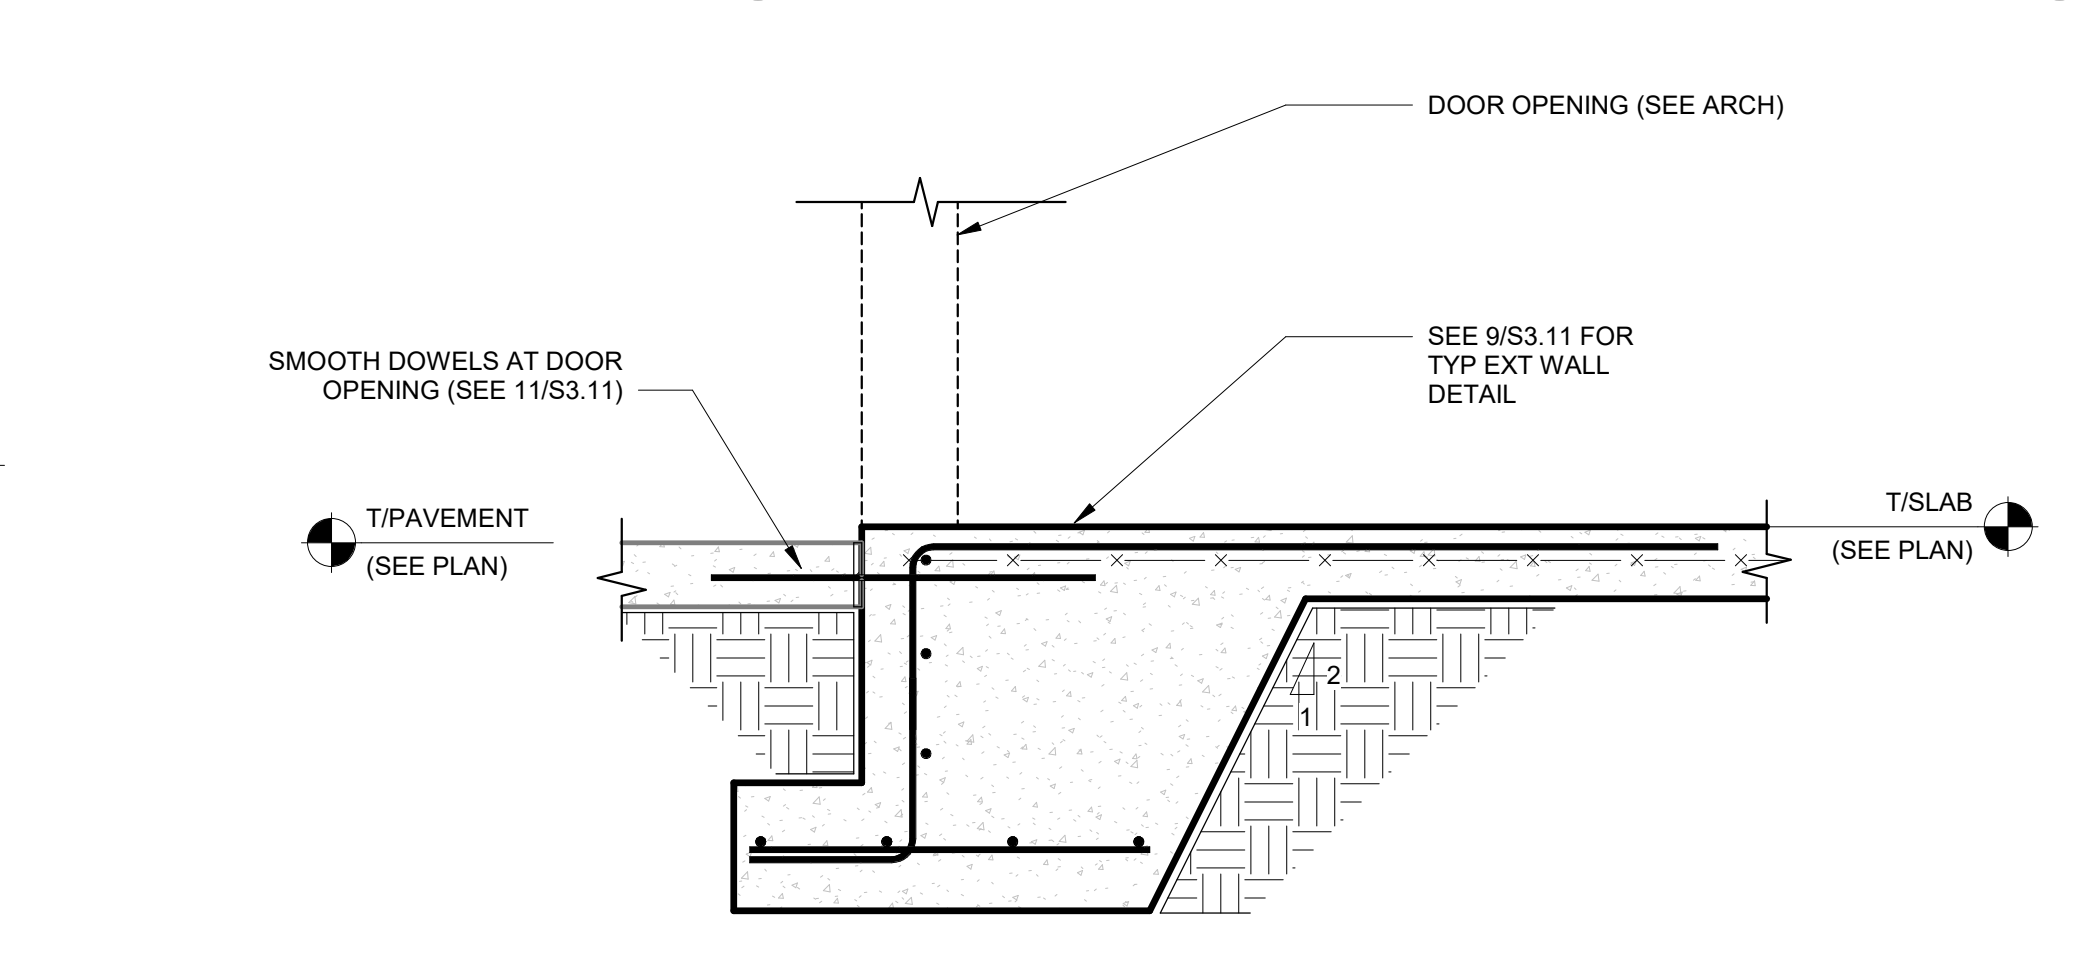 DOOR OPENING (SEE ARCH)
SEE 9/S3.11 FOR
TYP EXT WALL
DETAIL
SMOOTH DOWELS AT DOOR
OPENING (SEE 11/S3.11)
T/PAVEMENT
(SEE PLAN)
T/SLAB
(SEE PLAN)
2
1